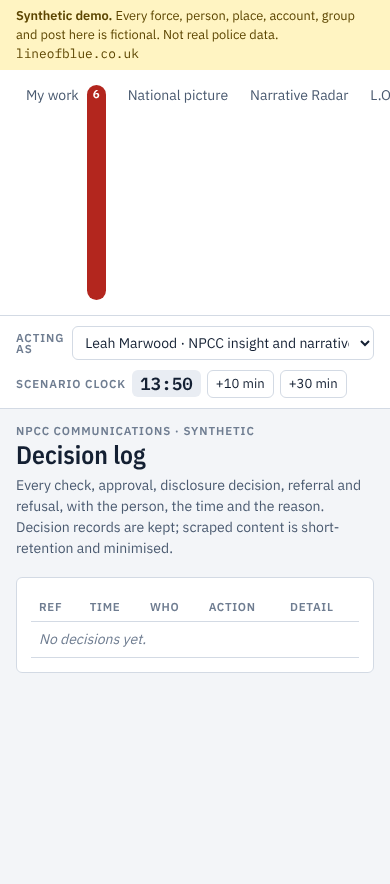 Synthetic demo. Every force, person, place, account, group
and post here is fictional. Not real police data.
lineofblue.co.uk
My work 6 National picture Narrative Radar L.O
ACTING AS Leah Marwood · NPCC insight and narrativ
SCENARIO CLOCK 13:50 +10 min +30 min
NPCC COMMUNICATIONS · SYNTHETIC
Decision log
Every check, approval, disclosure decision, referral and
refusal, with the person, the time and the reason.
Decision records are kept; scraped content is short-
retention and minimised.
REF TIME WHO ACTION DETAIL
No decisions yet.